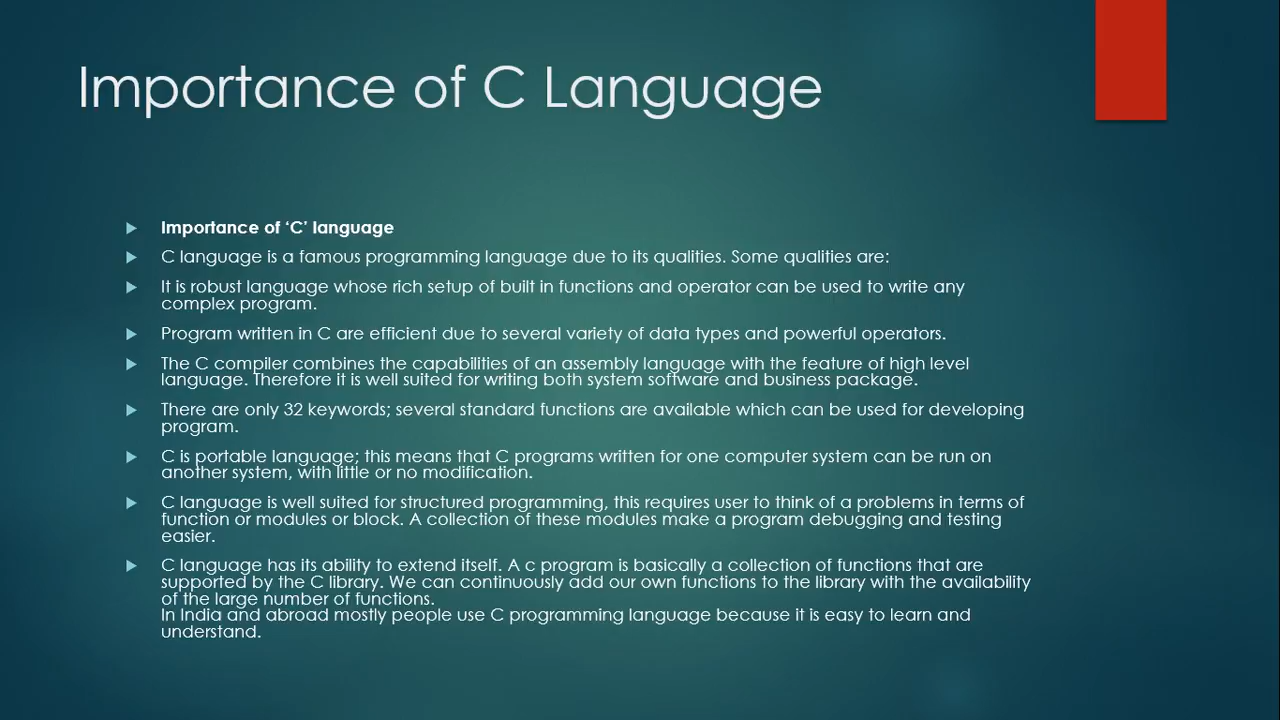 Importance of C Language
Importance of ‘C’ language
C language is a famous programming language due to its qualities. Some qualities are:
It is robust language whose rich setup of built in functions and operator can be used to write any
complex program.
Program written in C are efficient due to several variety of data types and powerful operators.
The C compiler combines the capabilities of an assembly language with the feature of high level
language. Therefore it is well suited for writing both system software and business package.
There are only 32 keywords; several standard functions are available which can be used for developing
program.
C is portable language; this means that C programs written for one computer system can be run on
another system, with little or no modification.
C language is well suited for structured programming, this requires user to think of a problems in terms of
function or modules or block. A collection of these modules make a program debugging and testing
easier.
C language has its ability to extend itself. A c program is basically a collection of functions that are
supported by the C library. We can continuously add our own functions to the library with the availability
of the large number of functions.
In India and abroad mostly people use C programming language because it is easy to learn and
understand.